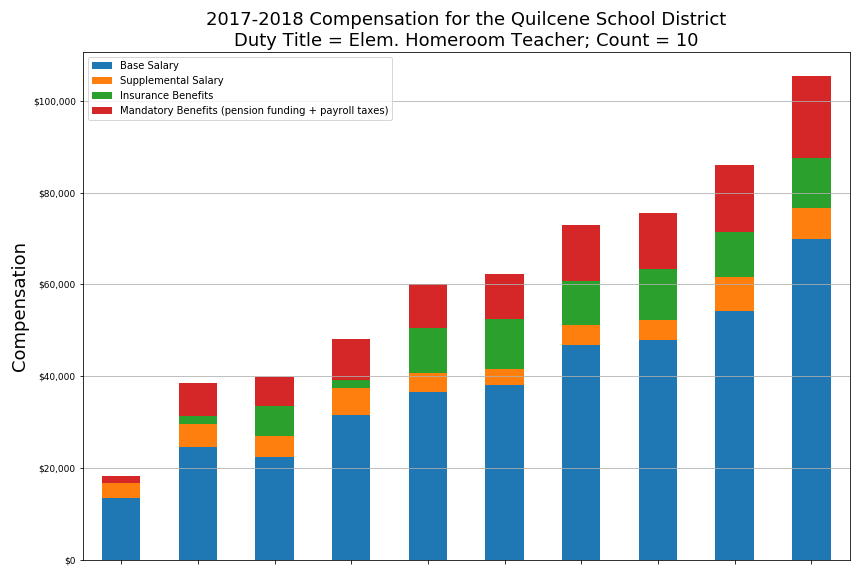 2017-2018 Compensation for the Quilcene School District
Duty Title = Elem. Homeroom Teacher; Count = 10
Base Salary
Supplemental Salary
Insurance Benefits
Mandatory Benefits (pension funding + payroll taxes)
$100,000
$80,000
$60,000
$40,000
$20,000
$0
Compensation